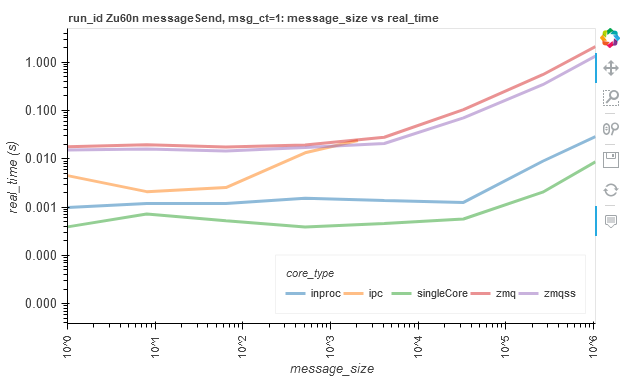 run_id Zu60n messageSend, msg_ct=1: message_size vs real_time
1.000
0.100
0.010
0.001
0.000
0.000
real_time (s)
core_type
inproc ipc singleCore zmq zmqss
10^0 10^1 10^2 10^3 10^4 10^5 10^6
message_size